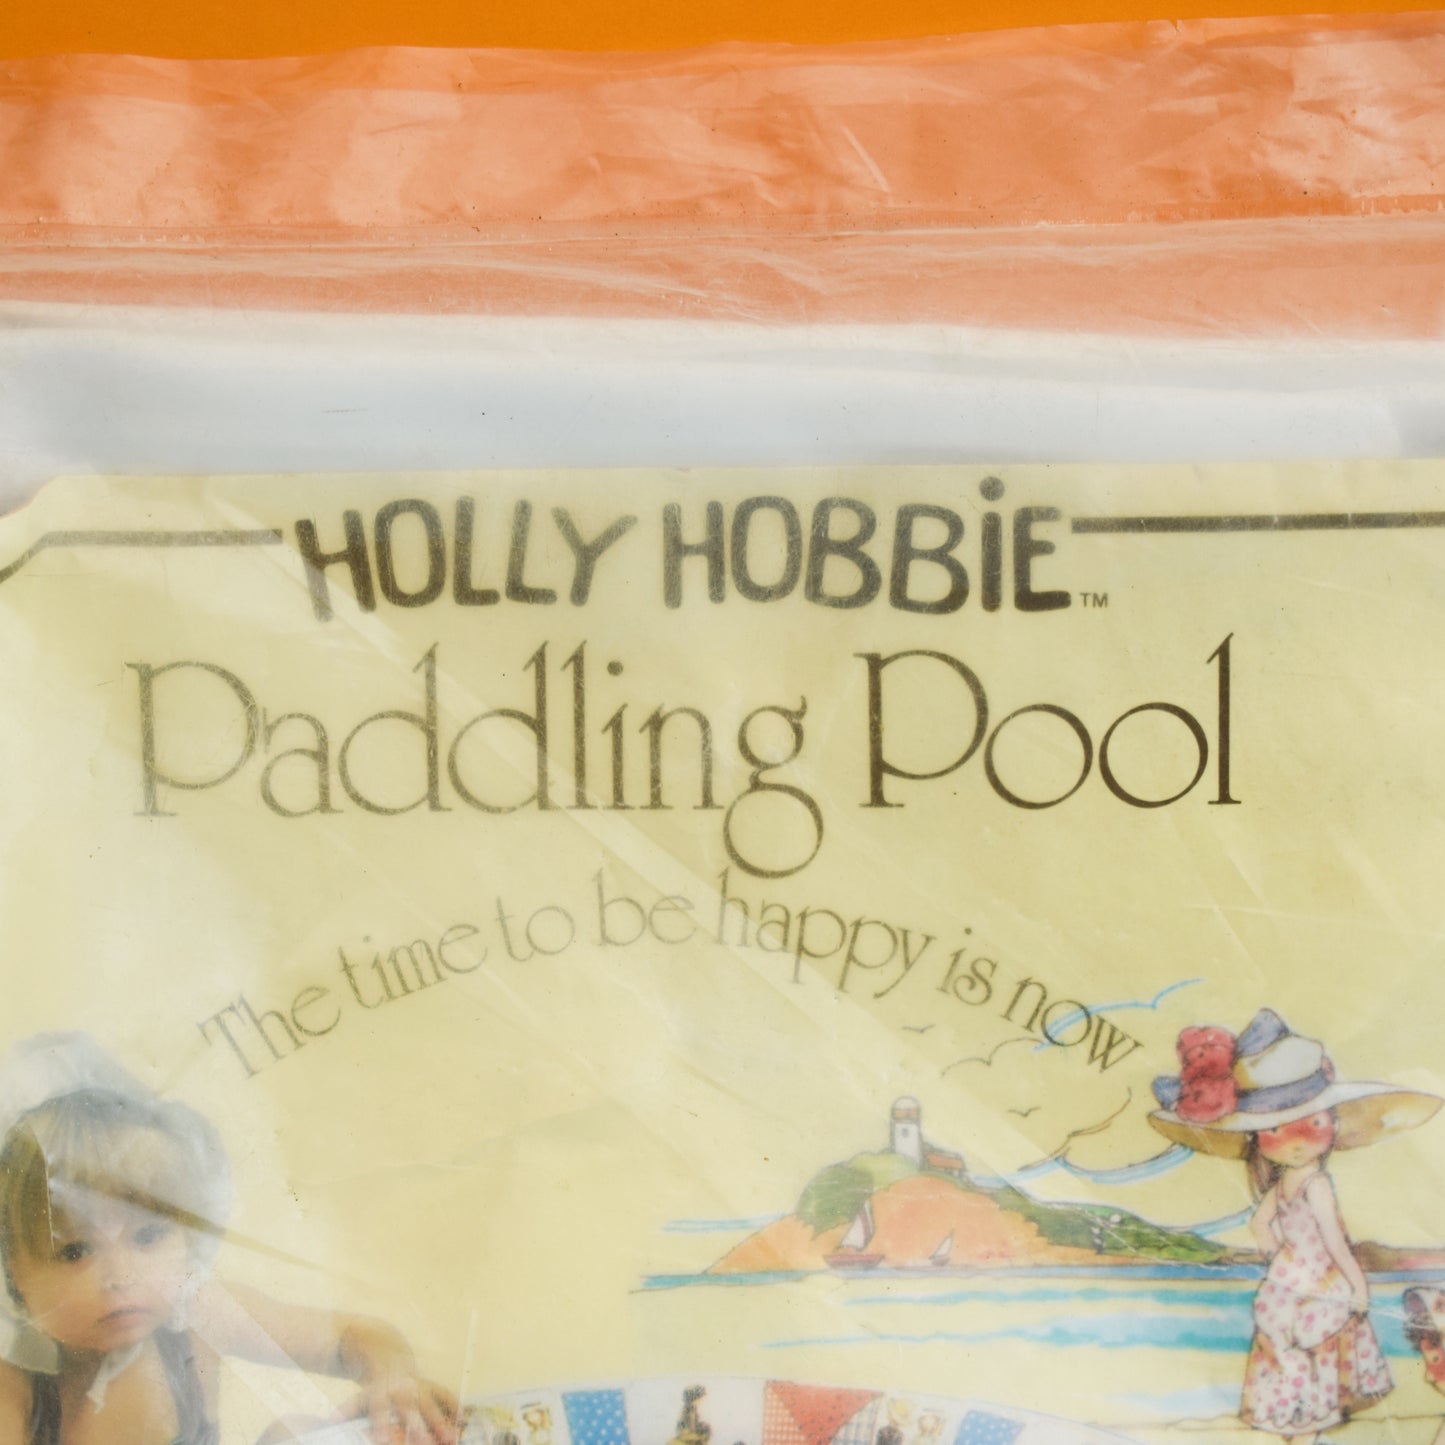 HOLLY HOBBiE™
Paddling Pool
The time to be happy is now